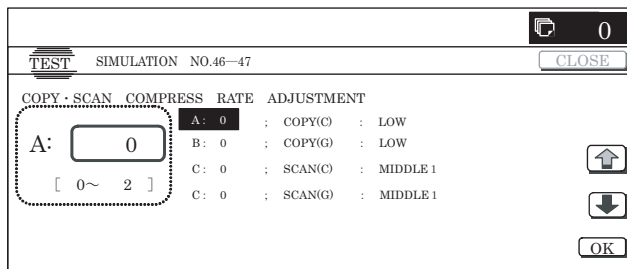 0
TEST SIMULATION NO.46—47 CLOSE
COPY・SCAN COMPRESS RATE ADJUSTMENT
A: 0 ; COPY(C) : LOW
B: 0 ; COPY(G) : LOW
C: 0 ; SCAN(C) : MIDDLE 1
C: 0 ; SCAN(G) : MIDDLE 1
A: 0
[ 0～ 2 ]
OK